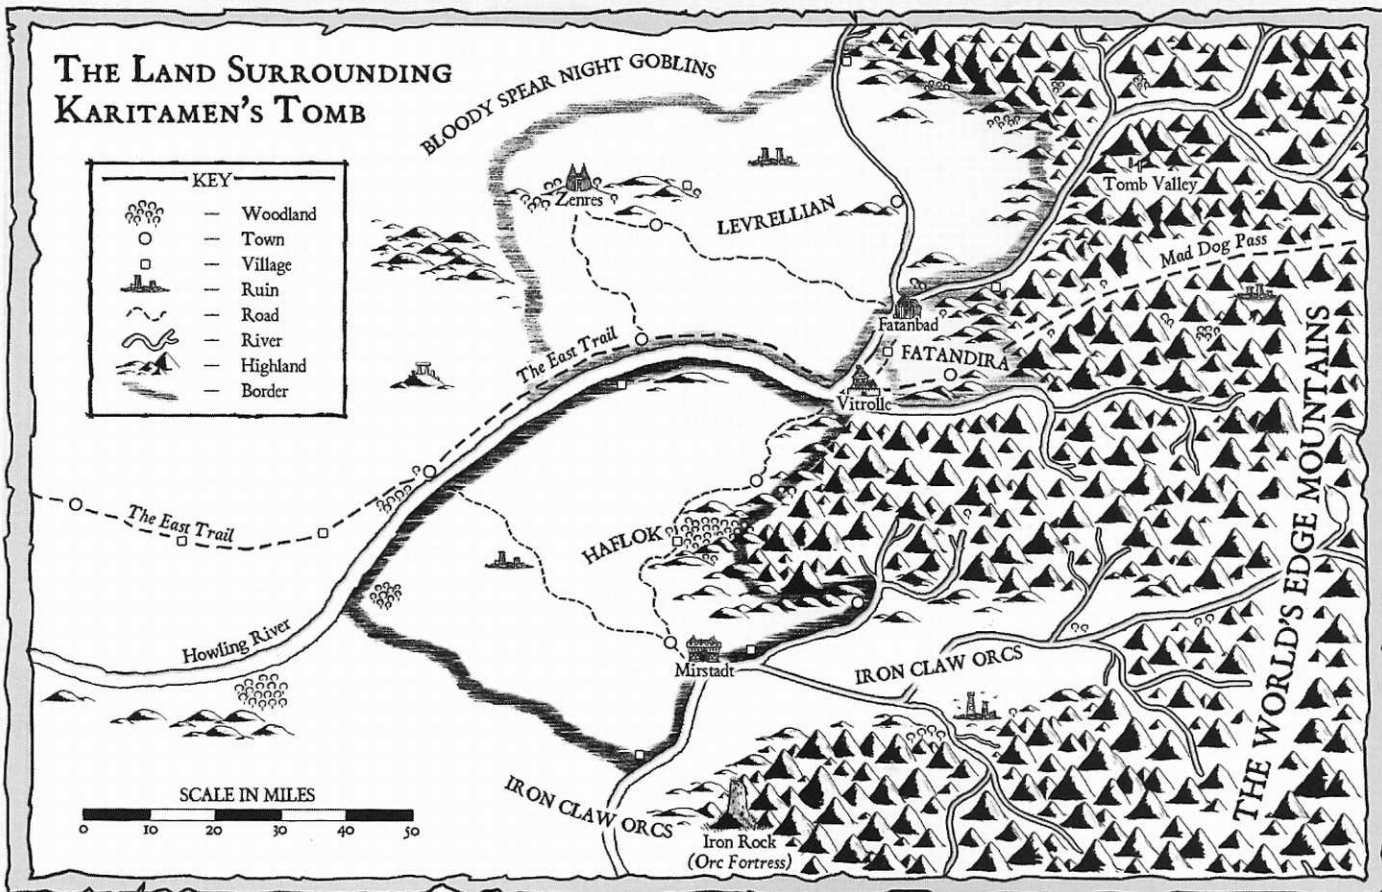 THE LAND SURROUNDING
KARITAMEN'S TOMB
KEY
— Woodland
— Town
— Village
— Ruin
— Road
— River
— Highland
— Border
BLOODY SPEAR NIGHT GOBLINS
Zenres
LEVRELLIAN
Tomb Valley
Mad Dog Pass
Fatanbad
FATANDIRA
The East Trail
Vitrolle
The East Trail
HAFLOK
Howling River
Mirstadt
IRON CLAW ORCS
THE WORLD'S EDGE MOUNTAINS
IRON CLAW ORCS
Iron Rock
(Orc Fortress)
SCALE IN MILES
0 10 20 30 40 50